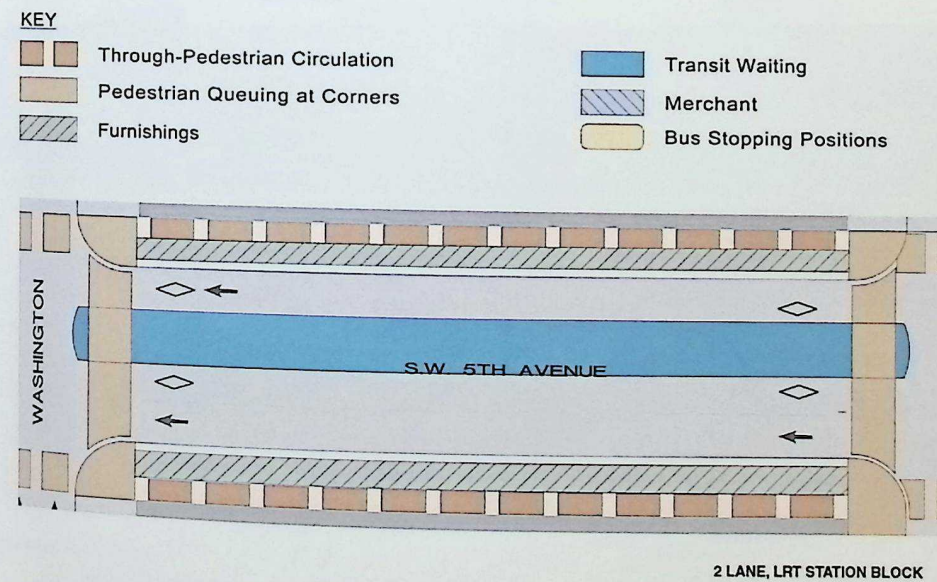 KEY
Through-Pedestrian Circulation
Pedestrian Queuing at Corners
Furnishings
Transit Waiting
Merchant
Bus Stopping Positions
WASHINGTON
S.W. 5TH AVENUE
2 LANE, LRT STATION BLOCK